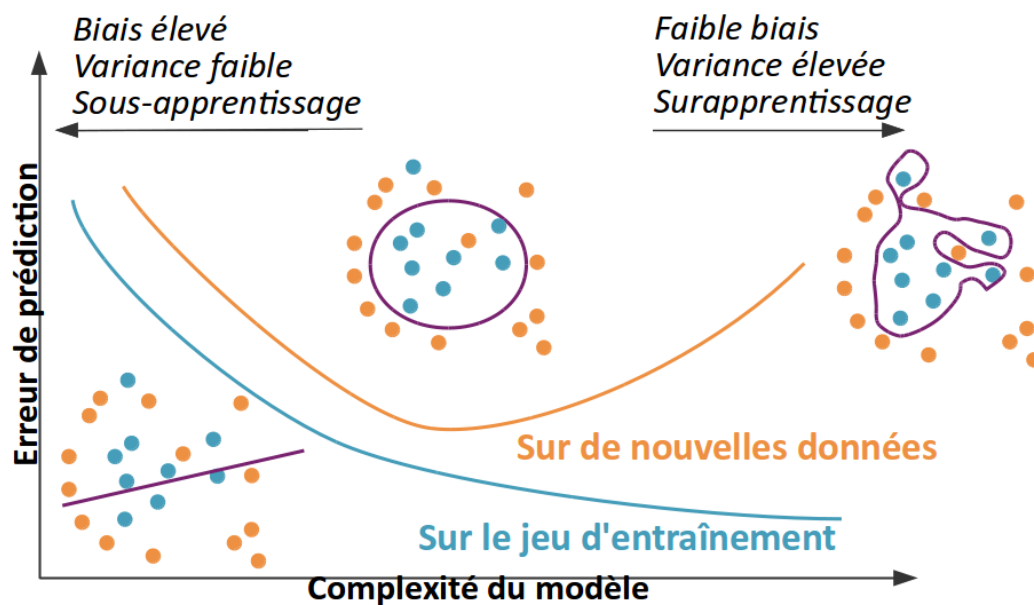 Biais élevé
Variance faible
Sous-apprentissage
Faible biais
Variance élevée
Surapprentissage
Erreur de prédiction
Sur de nouvelles données
Sur le jeu d'entraînement
Complexité du modèle